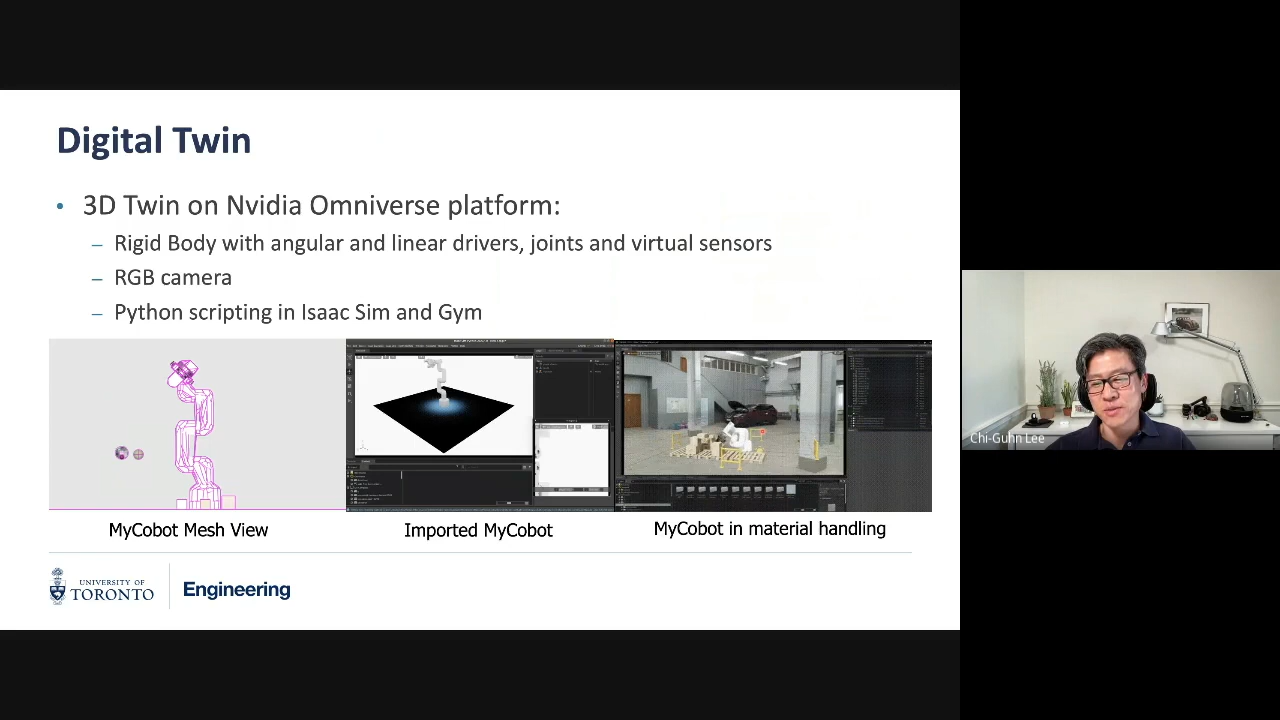 Digital Twin
• 3D Twin on Nvidia Omniverse platform:
– Rigid Body with angular and linear drivers, joints and virtual sensors
– RGB camera
– Python scripting in Isaac Sim and Gym
MyCobot Mesh View
Imported MyCobot
MyCobot in material handling
UNIVERSITY OF
TORONTO
Engineering
Chi-Guhn Lee